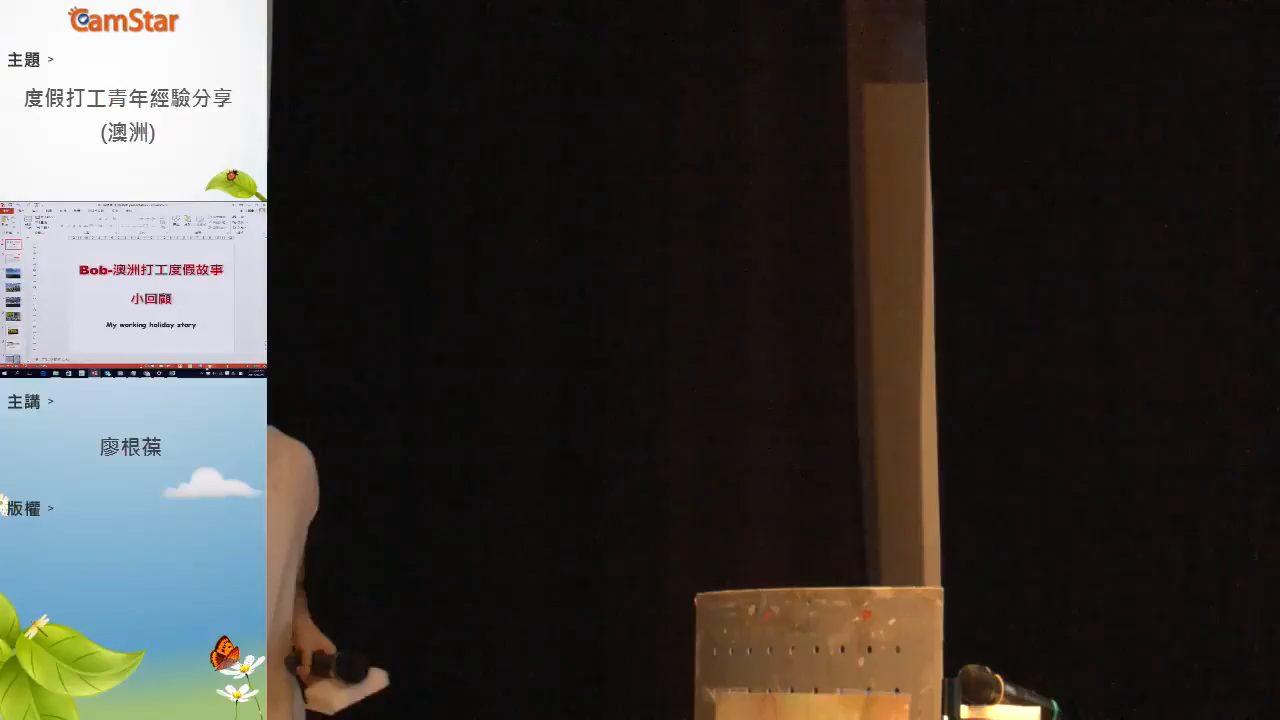 CamStar
主題 >
度假打工青年經驗分享
(澳洲)
Bob-澳洲打工度假故事
小回顧
My working holiday story
主講 >
廖根葆
版權 >